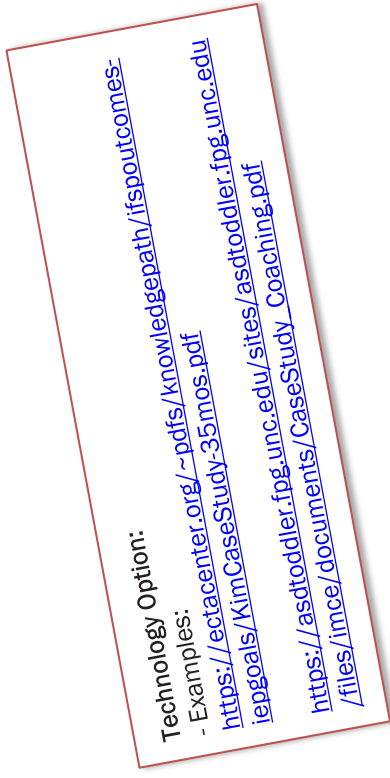 Technology Option:
- Examples:
https://ectacenter.org/~pdfs/knowledgepath/ifspoutcomes-
iepgoals/KimCaseStudy-35mos.pdf
https://asdtoddler.fpg.unc.edu/sites/asdtoddler.fpg.unc.edu
/files/imce/documents/CaseStudy_Coaching.pdf